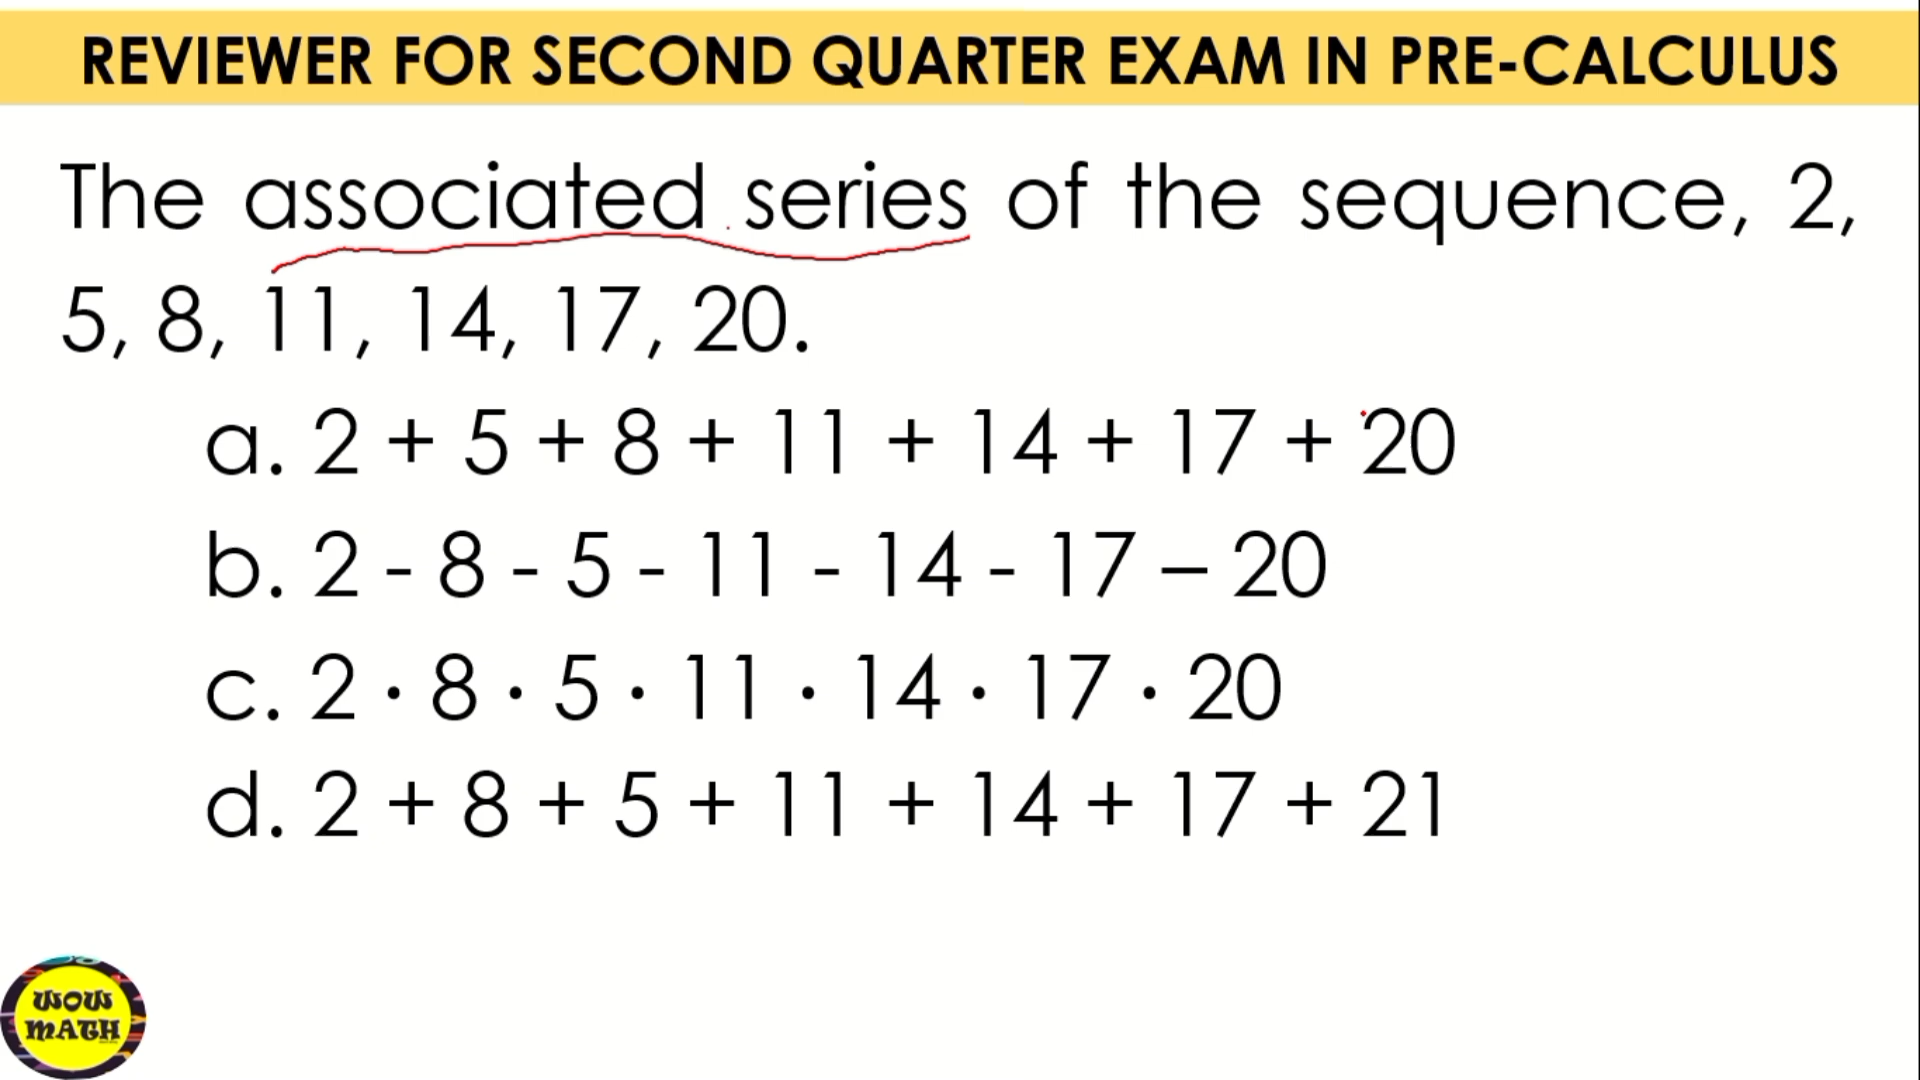 REVIEWER FOR SECOND QUARTER EXAM IN PRE-CALCULUS
The associated series of the sequence, 2,
5, 8, 11, 14, 17, 20.
a. 2 + 5 + 8 + 11 + 14 + 17 + 20
b. 2 - 8 - 5 - 11 - 14 - 17 – 20
c. 2 · 8 · 5 · 11 · 14 · 17 · 20
d. 2 + 8 + 5 + 11 + 14 + 17 + 21
WOW
MATH